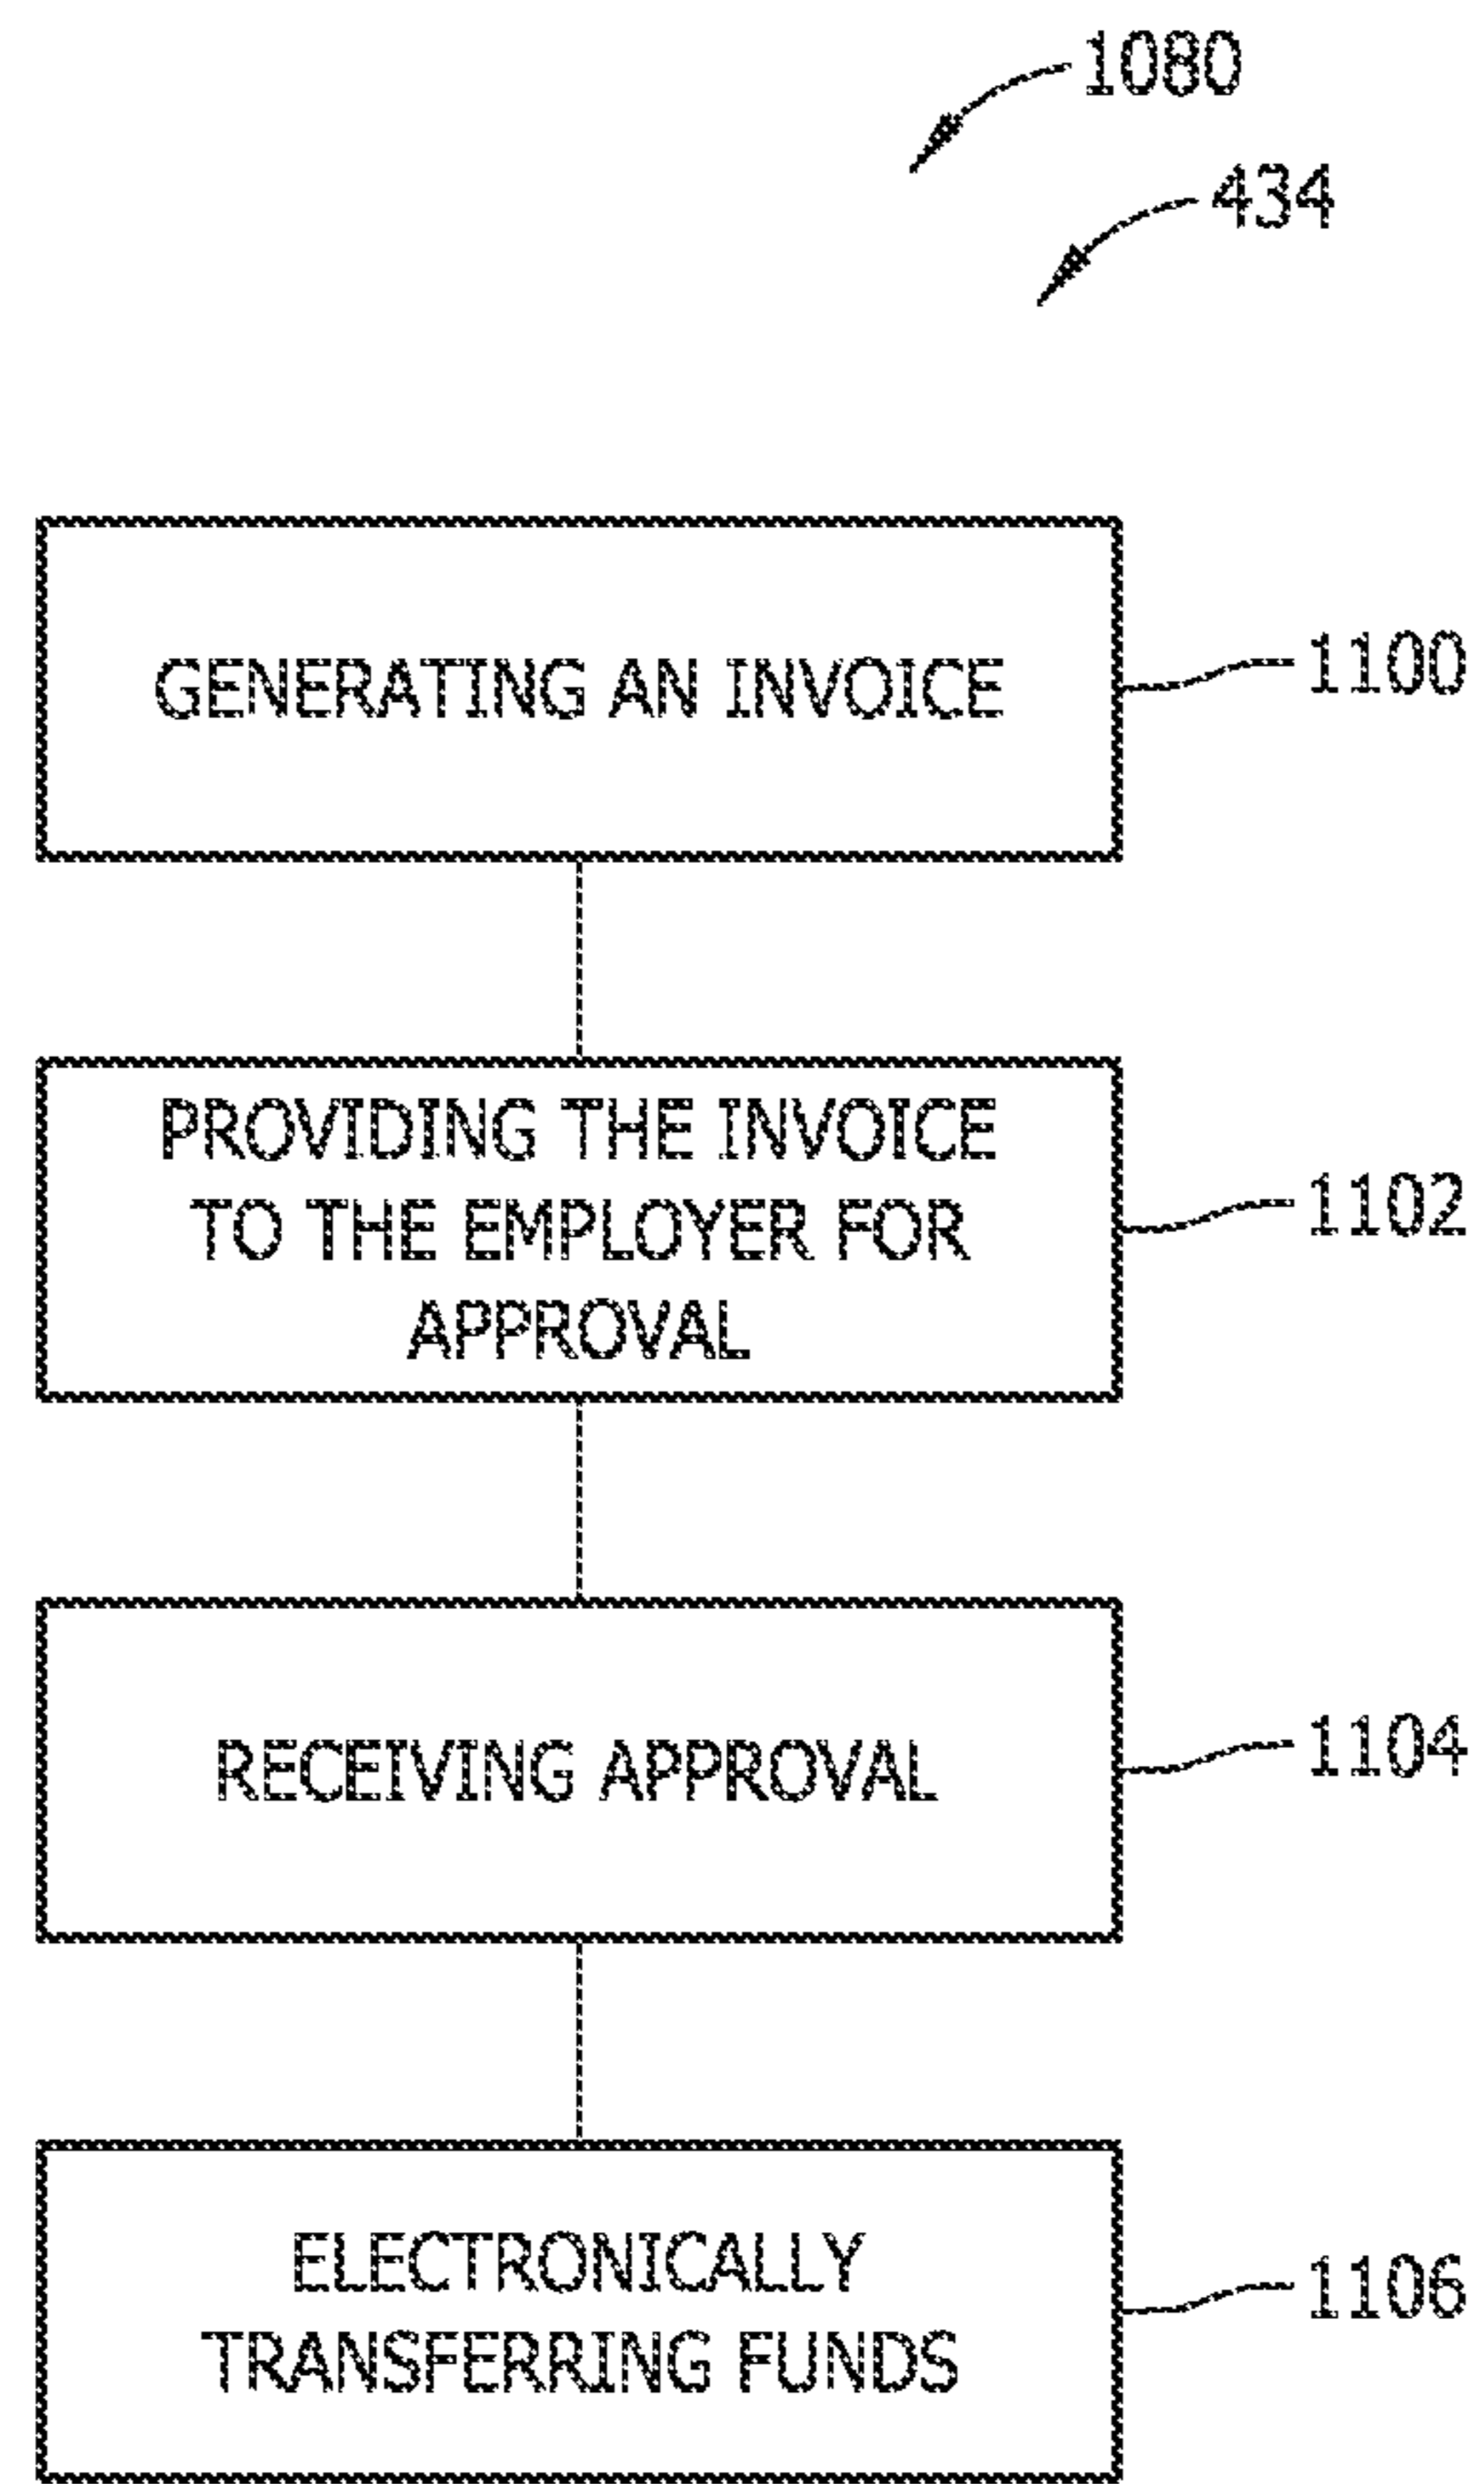 1080
434
GENERATING AN INVOICE
1100
PROVIDING THE INVOICE
TO THE EMPLOYER FOR
APPROVAL
1102
RECEIVING APPROVAL
1104
ELECTRONICALLY
TRANSFERRING FUNDS
1106